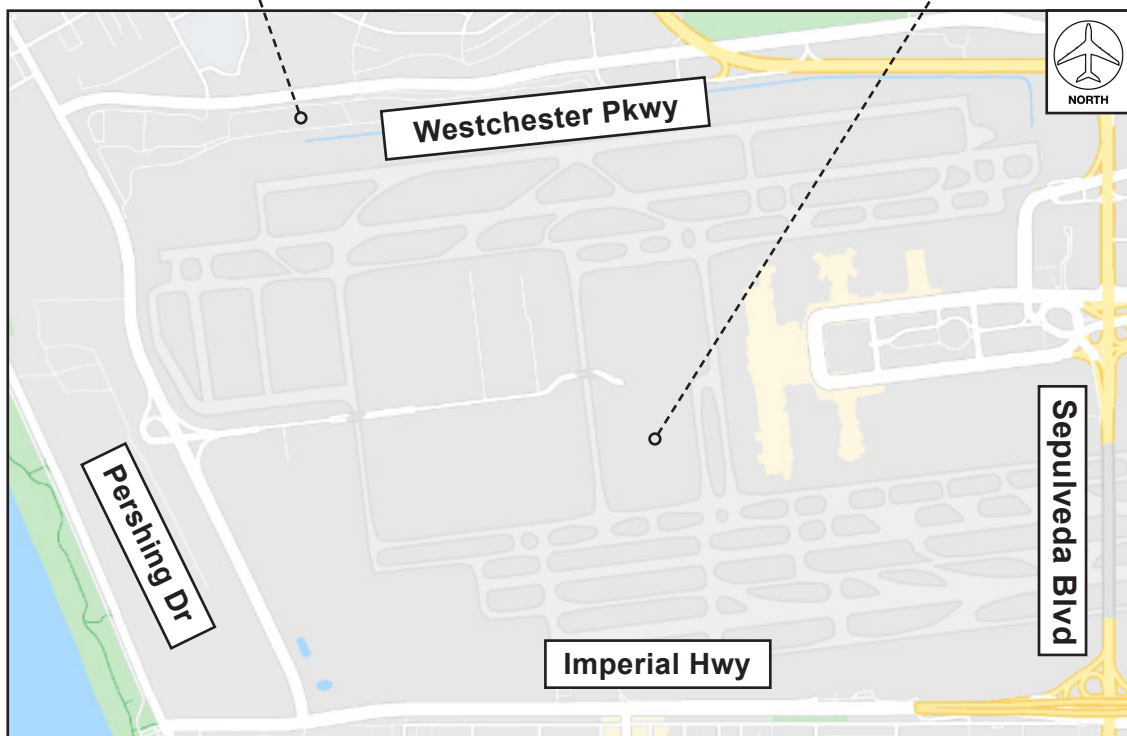 NORTH
Westchester Pkwy
Sepulveda Blvd
Pershing Dr
Imperial Hwy